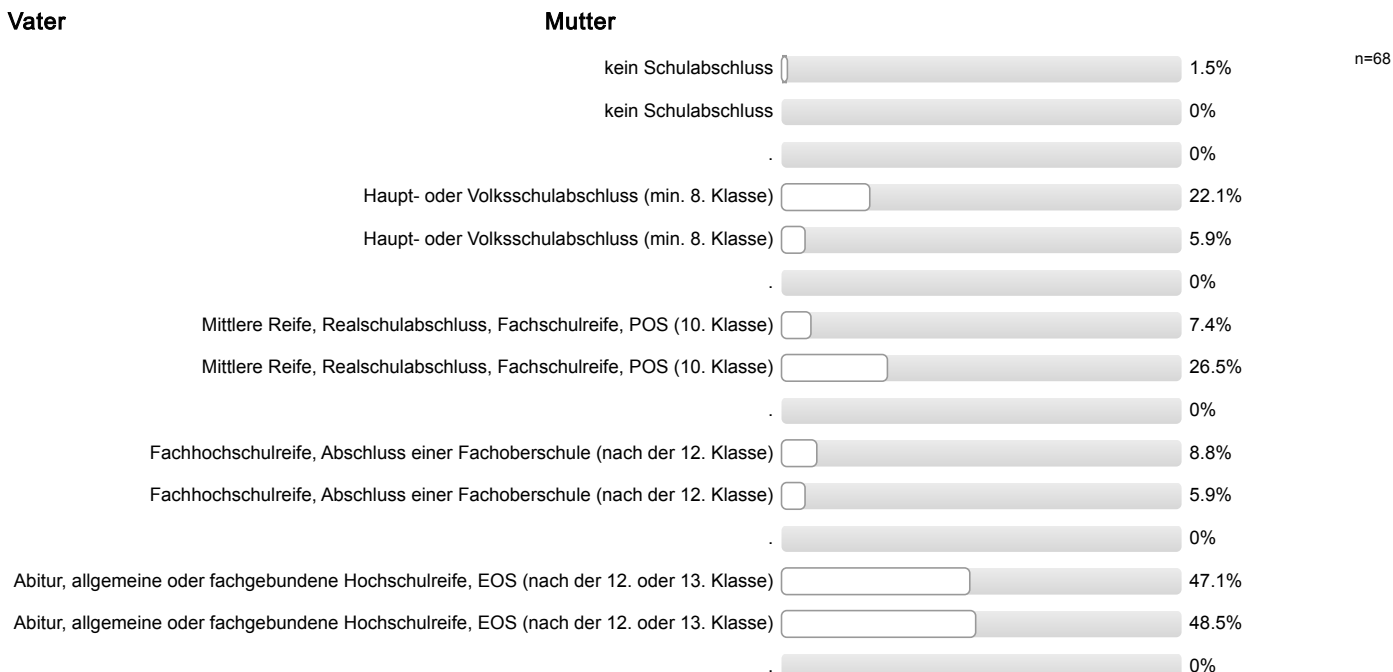 Vater Mutter
kein Schulabschluss 1.5% n=68
kein Schulabschluss 0%
. 0%
Haupt- oder Volksschulabschluss (min. 8. Klasse) 22.1%
Haupt- oder Volksschulabschluss (min. 8. Klasse) 5.9%
. 0%
Mittlere Reife, Realschulabschluss, Fachschulreife, POS (10. Klasse) 7.4%
Mittlere Reife, Realschulabschluss, Fachschulreife, POS (10. Klasse) 26.5%
. 0%
Fachhochschulreife, Abschluss einer Fachoberschule (nach der 12. Klasse) 8.8%
Fachhochschulreife, Abschluss einer Fachoberschule (nach der 12. Klasse) 5.9%
. 0%
Abitur, allgemeine oder fachgebundene Hochschulreife, EOS (nach der 12. oder 13. Klasse) 47.1%
Abitur, allgemeine oder fachgebundene Hochschulreife, EOS (nach der 12. oder 13. Klasse) 48.5%
. 0%